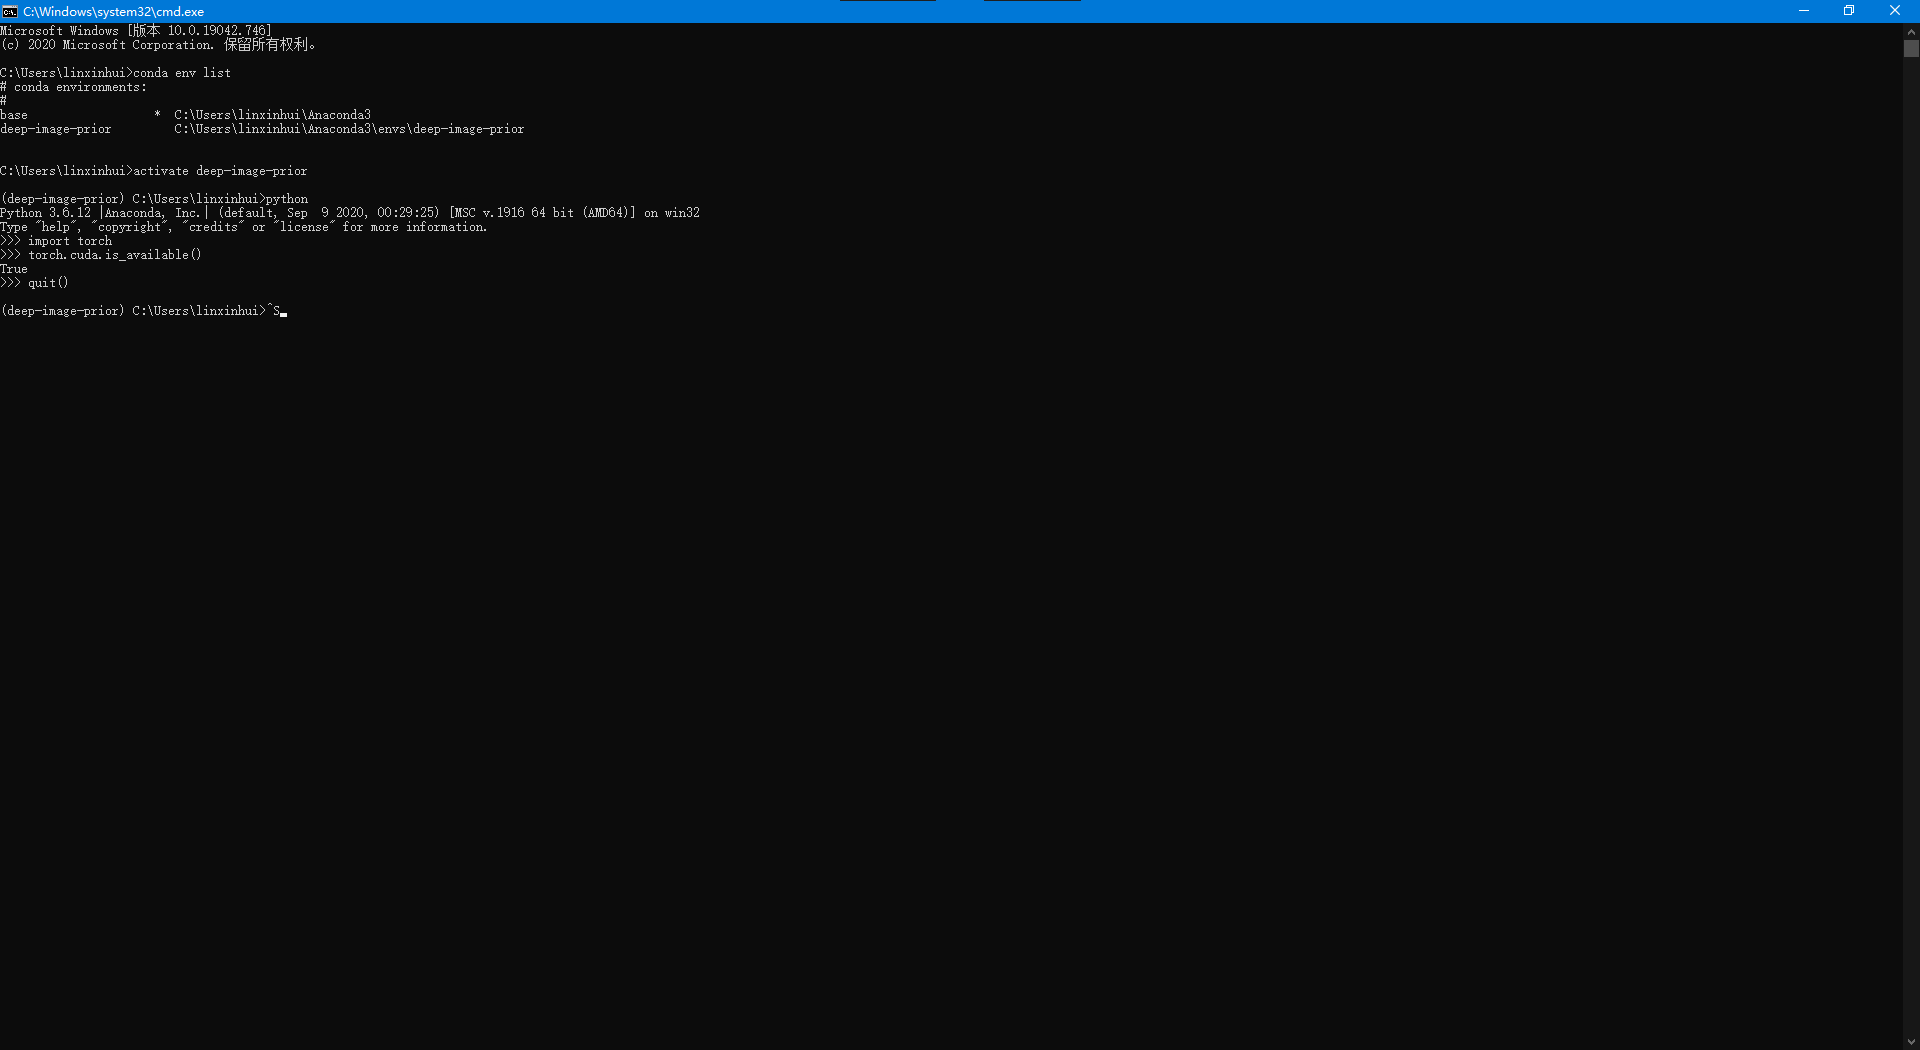 C:\Windows\system32\cmd.exe
Microsoft Windows [版本 10.0.19042.746]
(c) 2020 Microsoft Corporation. 保留所有权利。
C:\Users\linxinhui>conda env list
# conda environments:
#
base                  *  C:\Users\linxinhui\Anaconda3
deep-image-prior         C:\Users\linxinhui\Anaconda3\envs\deep-image-prior
C:\Users\linxinhui>activate deep-image-prior
(deep-image-prior) C:\Users\linxinhui>python
Python 3.6.12 |Anaconda, Inc.| (default, Sep  9 2020, 00:29:25) [MSC v.1916 64 bit (AMD64)] on win32
Type "help", "copyright", "credits" or "license" for more information.
>>> import torch
>>> torch.cuda.is_available()
True
>>> quit()
(deep-image-prior) C:\Users\linxinhui>^S